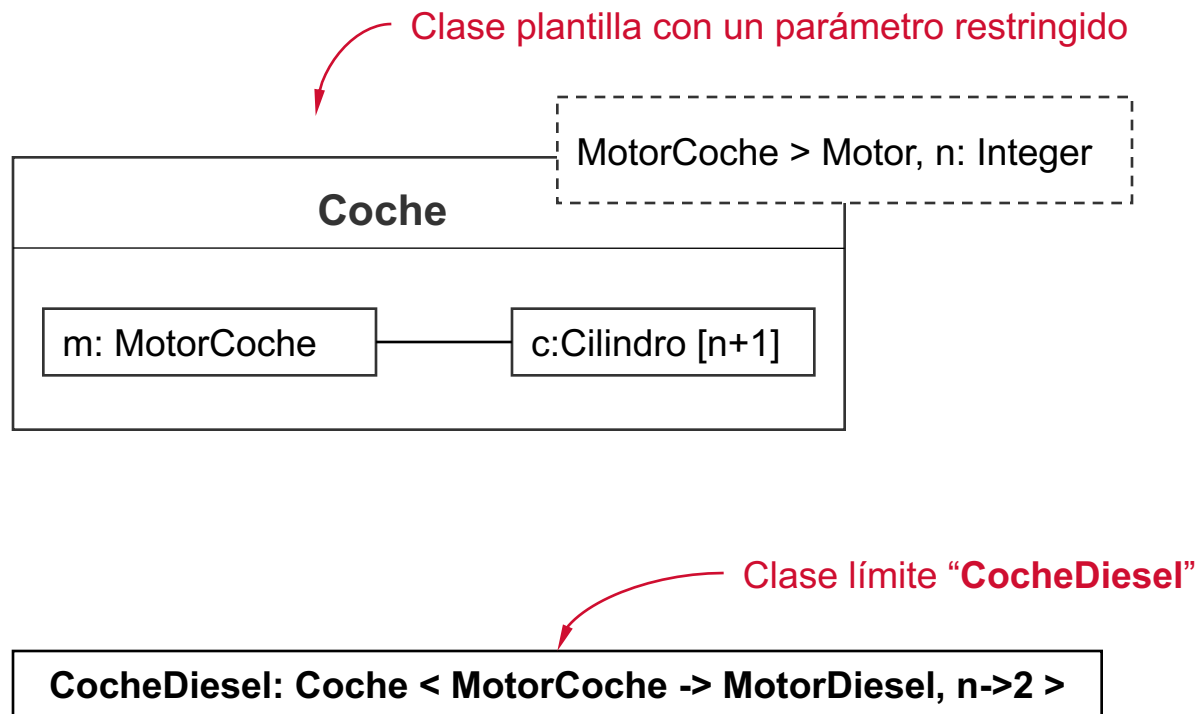 Clase plantilla con un parámetro restringido
MotorCoche > Motor, n: Integer
Coche
m: MotorCoche
c:Cilindro [n+1]
Clase límite “CocheDiesel”
CocheDiesel: Coche < MotorCoche -> MotorDiesel, n->2 >